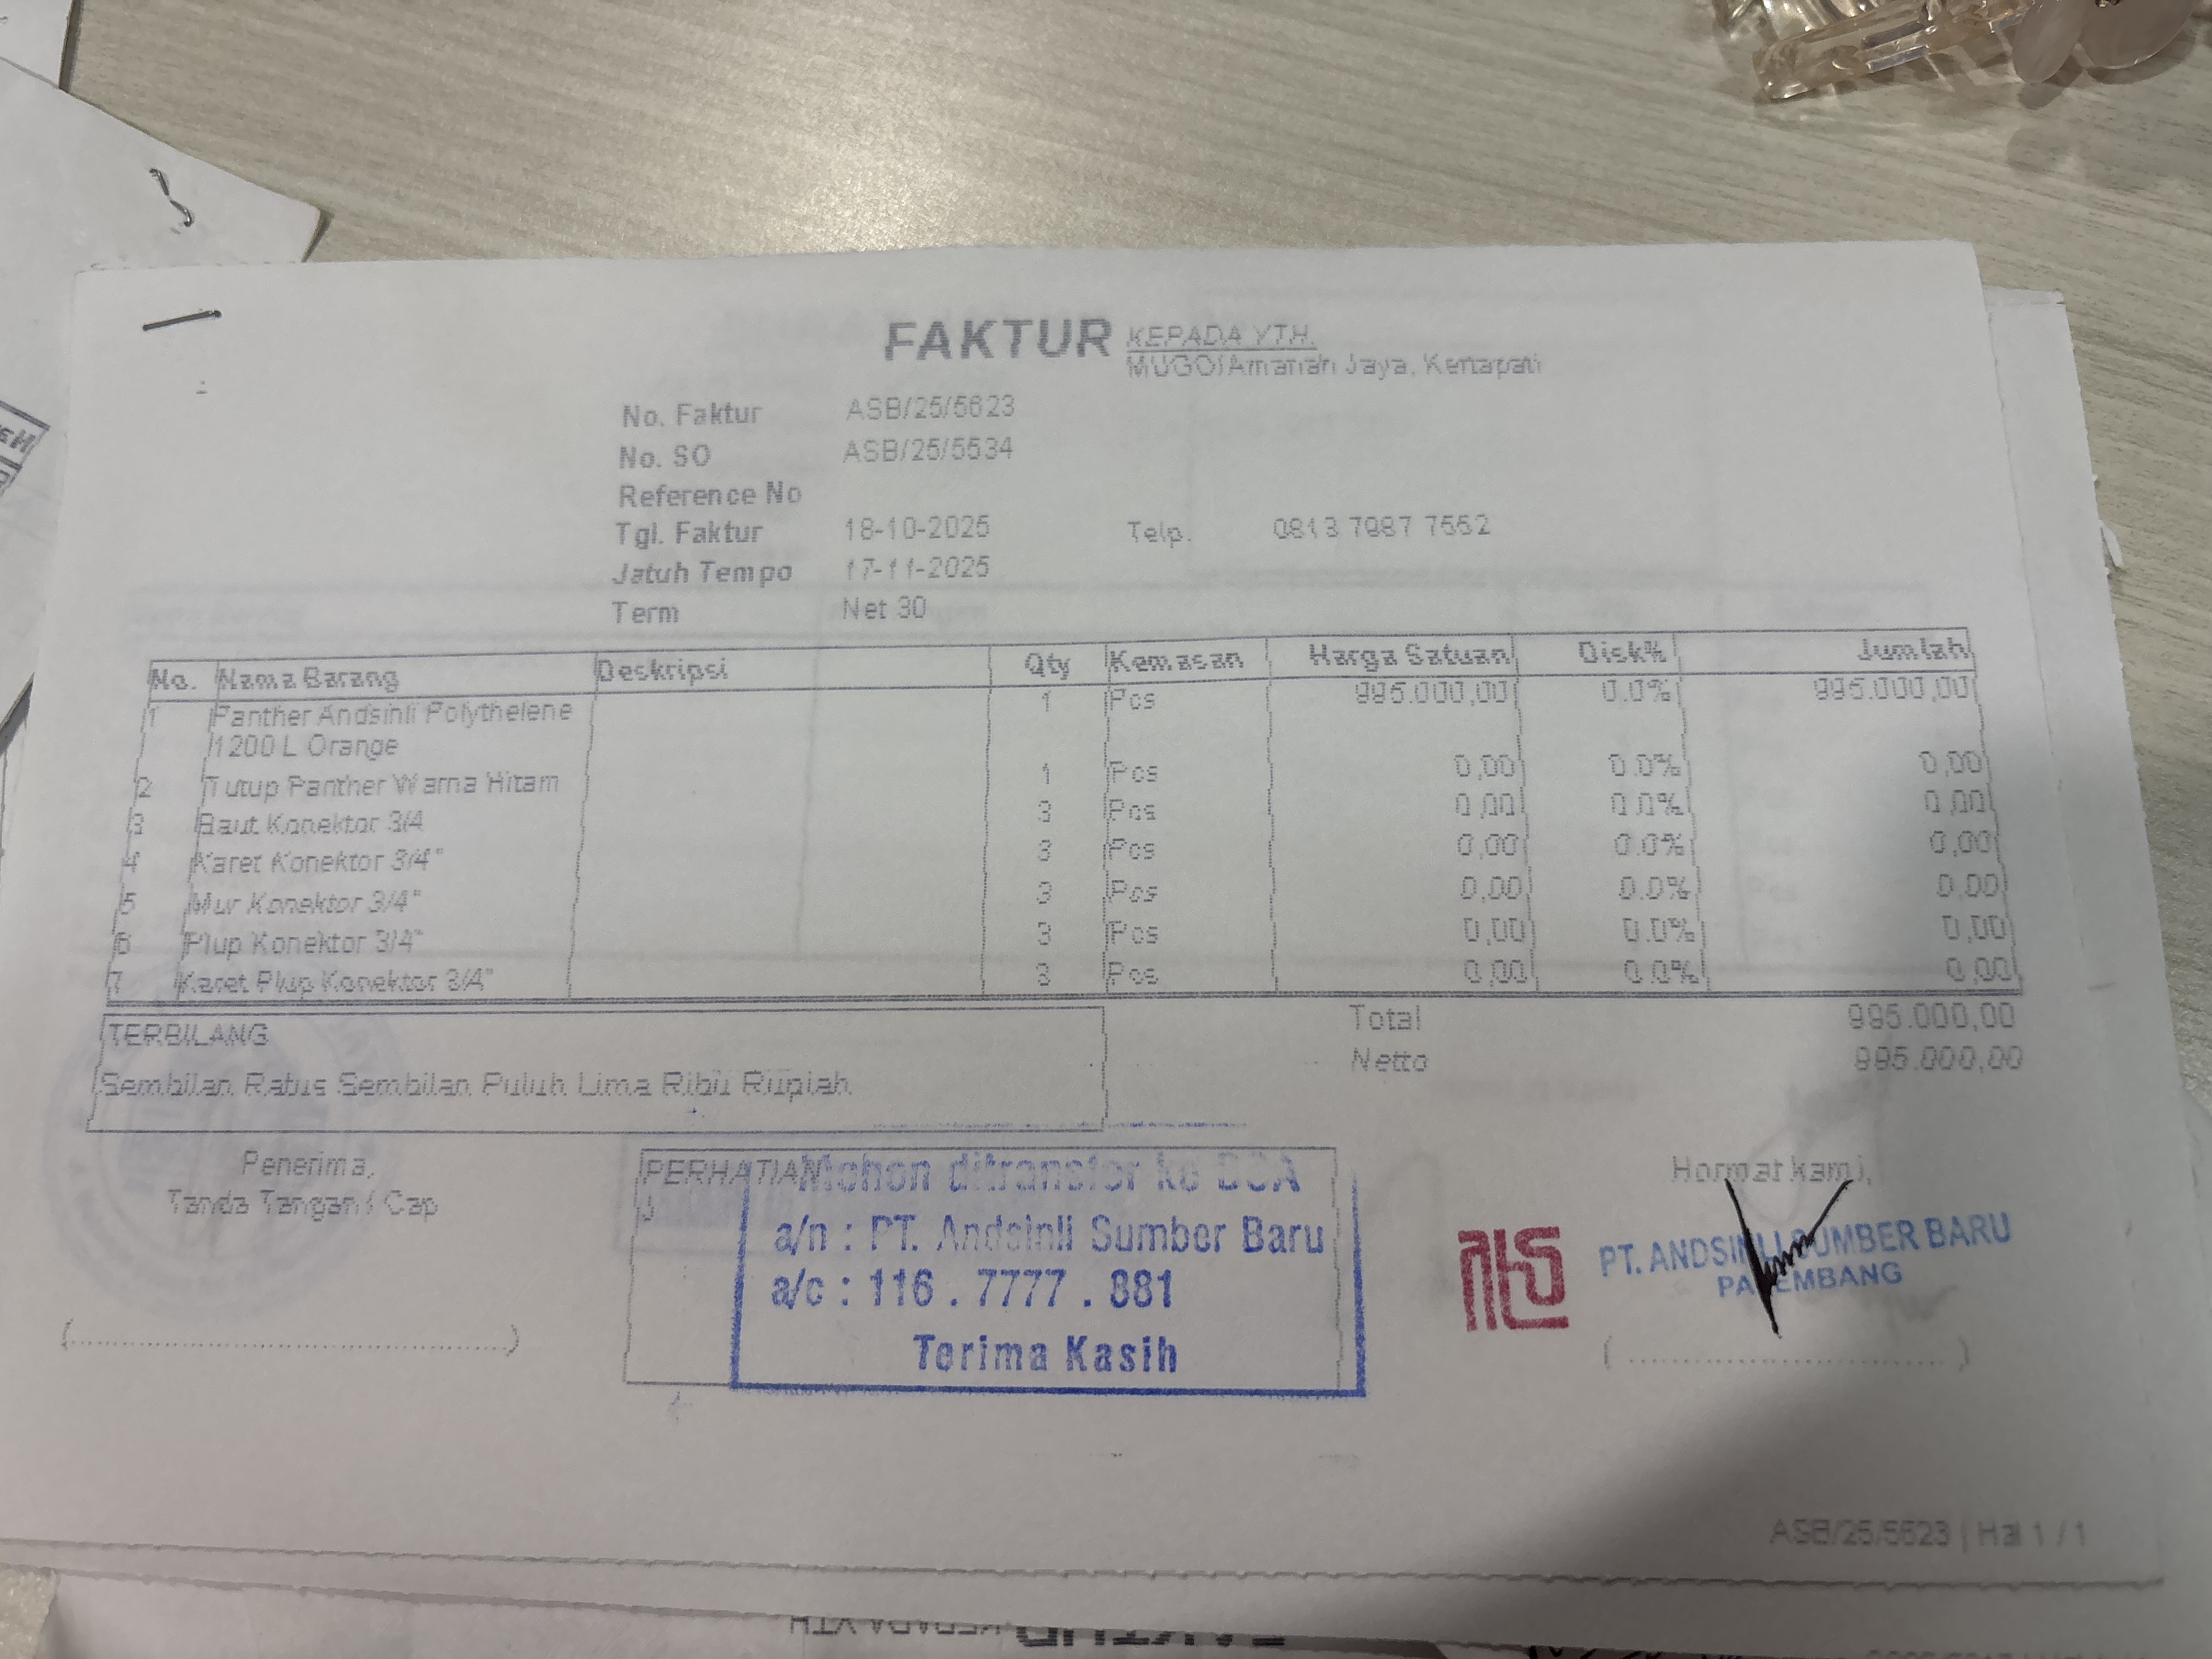 FAKTUR
KEPADA YTH.
MUGO/Amanah Jaya, Kertapati
No. Faktur ASB/25/5623
No. SO ASB/25/5534
Reference No
Tgl. Faktur 18-10-2025 Telp. 0813 7987 7552
Jatuh Tempo 17-11-2025
Term Net 30
No. Nama Barang Deskripsi Qty Kemasan Harga Satuan Disk% Jumlah
1 Panther Andsinli Polythelene 1 Pcs 995.000,00 0.0% 995.000,00
1200 L Orange
2 Tutup Panther Warna Hitam 1 Pcs 0,00 0.0% 0,00
3 Baut Konektor 3/4 3 Pcs 0,00 0.0% 0,00
4 Karet Konektor 3/4" 3 Pcs 0,00 0.0% 0,00
5 Mur Konektor 3/4" 3 Pcs 0,00 0.0% 0,00
6 Plup Konektor 3/4" 3 Pcs 0,00 0.0% 0,00
7 Karet Plup Konektor 3/4" 3 Pcs 0,00 0.0% 0,00
Total 995.000,00
Netto 995.000,00
TERBILANG
Sembilan Ratus Sembilan Puluh Lima Ribu Rupiah
Penerima,
Tanda Tangan / Cap
PERHATIAN
Mohon ditransfer ke BCA
a/n : PT. Andsinli Sumber Baru
a/c : 116 . 7777 . 881
Terima Kasih
Hormat kami,
PT. ANDSINLI SUMBER BARU
PALEMBANG
ASB/25/5623 | Hal 1 / 1
KEPADA YTH